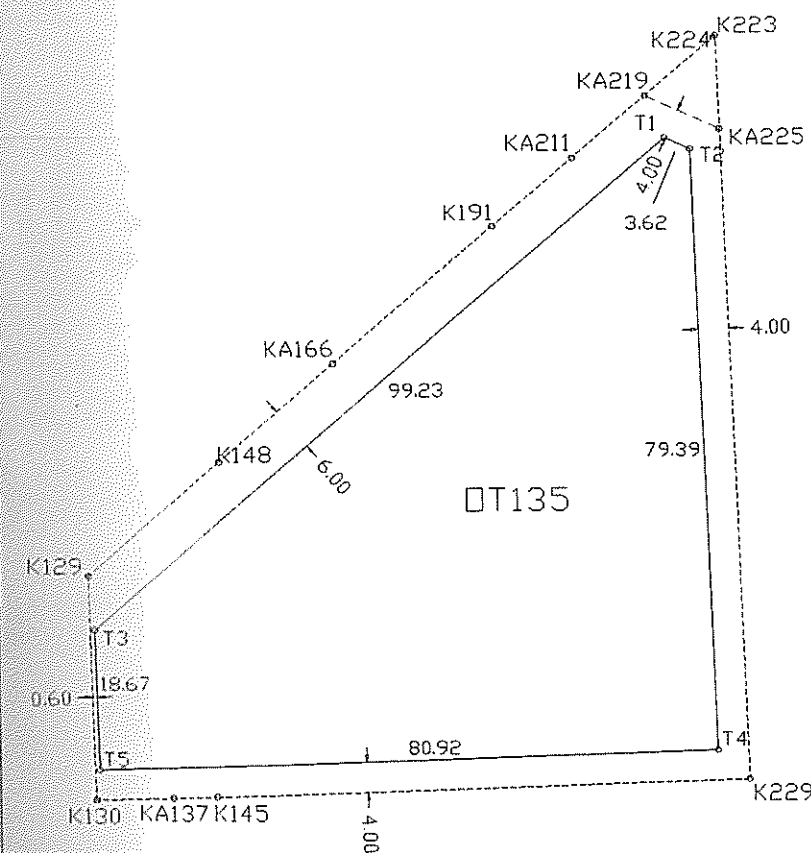 K223
K224
KA219
T1
KA225
T2
KA211
4.00
K191
3.62
4.00
KA166
99.23
K148
79.39
6.00
OT135
K129
T3
18.67
0.60
80.92
T4
T5
K229
K130
KA137
K145
4.00